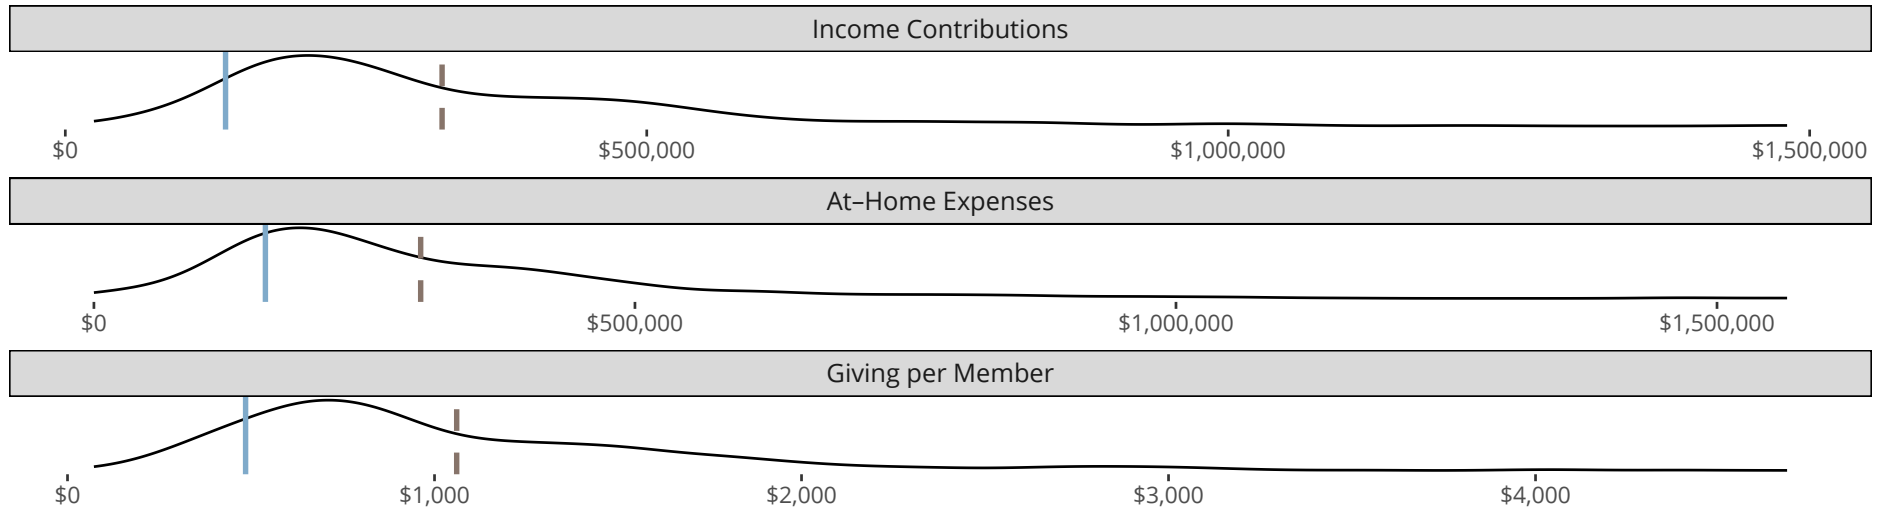 Income Contributions
$0 $500,000 $1,000,000 $1,500,000
At–Home Expenses
$0 $500,000 $1,000,000 $1,500,000
Giving per Member
$0 $1,000 $2,000 $3,000 $4,000